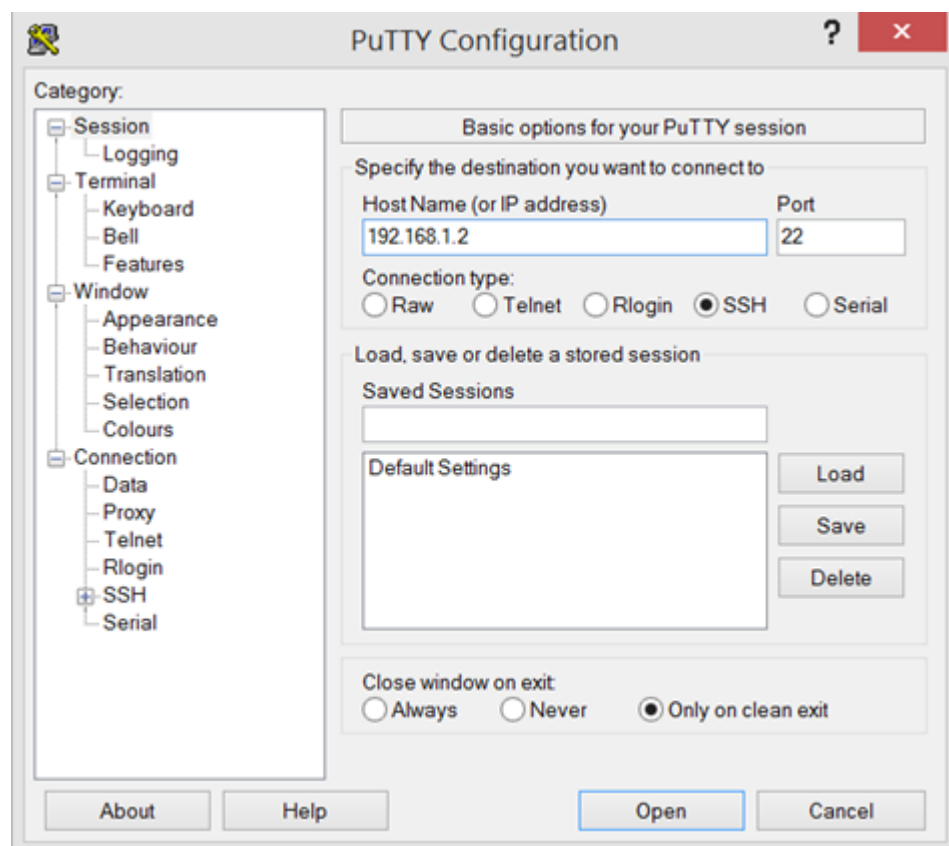 PuTTY Configuration
?
×
Category:
Session
Logging
Terminal
Keyboard
Bell
Features
Window
Appearance
Behaviour
Translation
Selection
Colours
Connection
Data
Proxy
Telnet
Rlogin
SSH
Serial
Basic options for your PuTTY session
Specify the destination you want to connect to
Host Name (or IP address) Port
192.168.1.2 22
Connection type:
Raw Telnet Rlogin SSH Serial
Load, save or delete a stored session
Saved Sessions
Default Settings
Load
Save
Delete
Close window on exit:
Always Never Only on clean exit
About Help Open Cancel